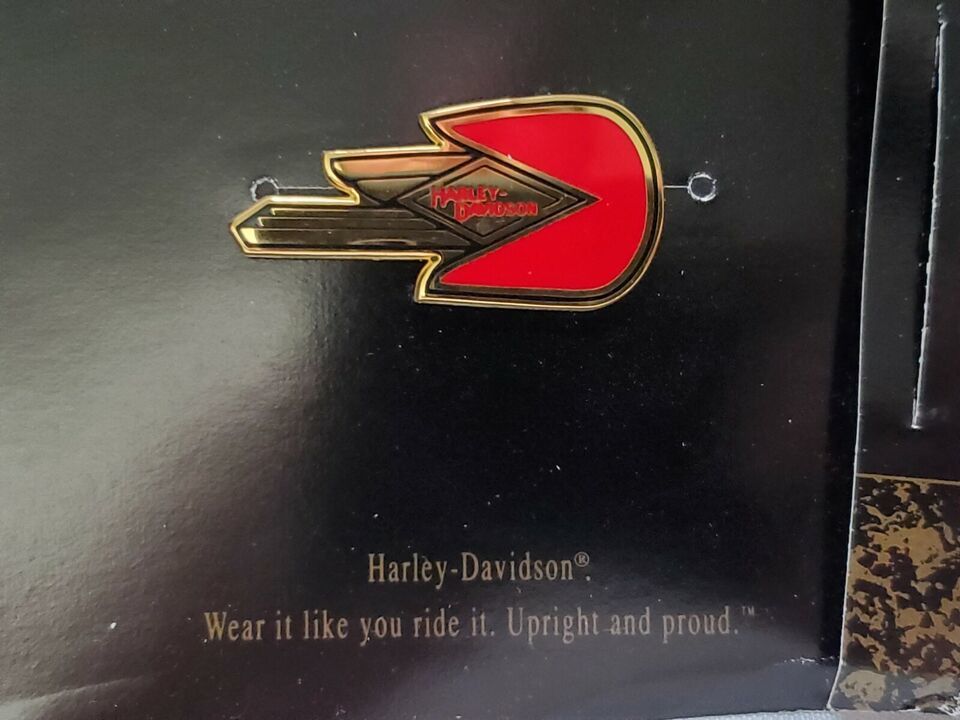 HARLEY-
DAVIDSON
Harley-Davidson®.
Wear it like you ride it. Upright and proud.™